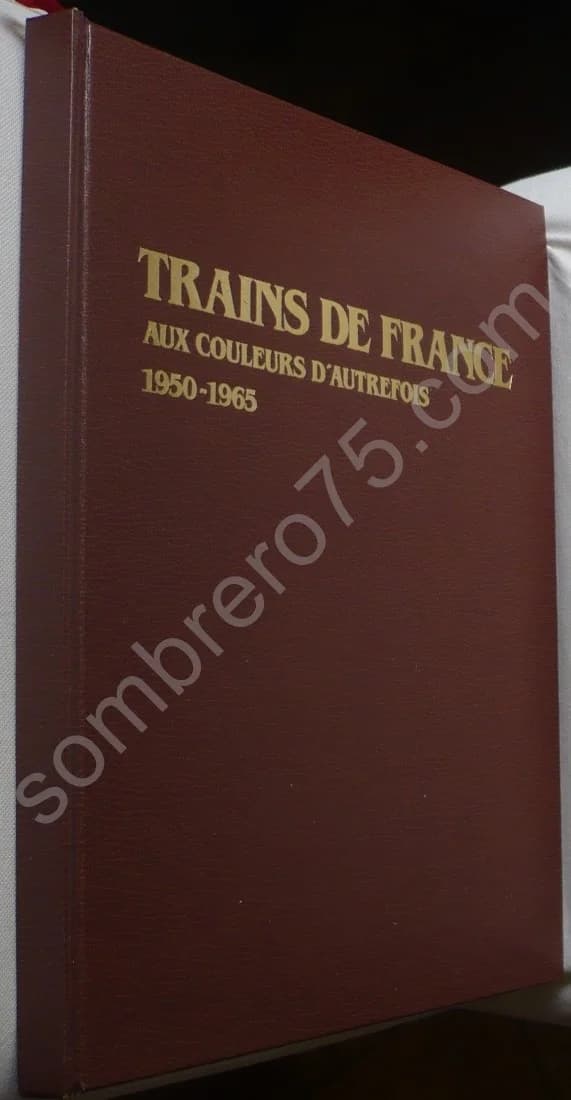 TRAINS DE FRANCE
AUX COULEURS D'AUTREFOIS
1950-1965
sombrero75.com